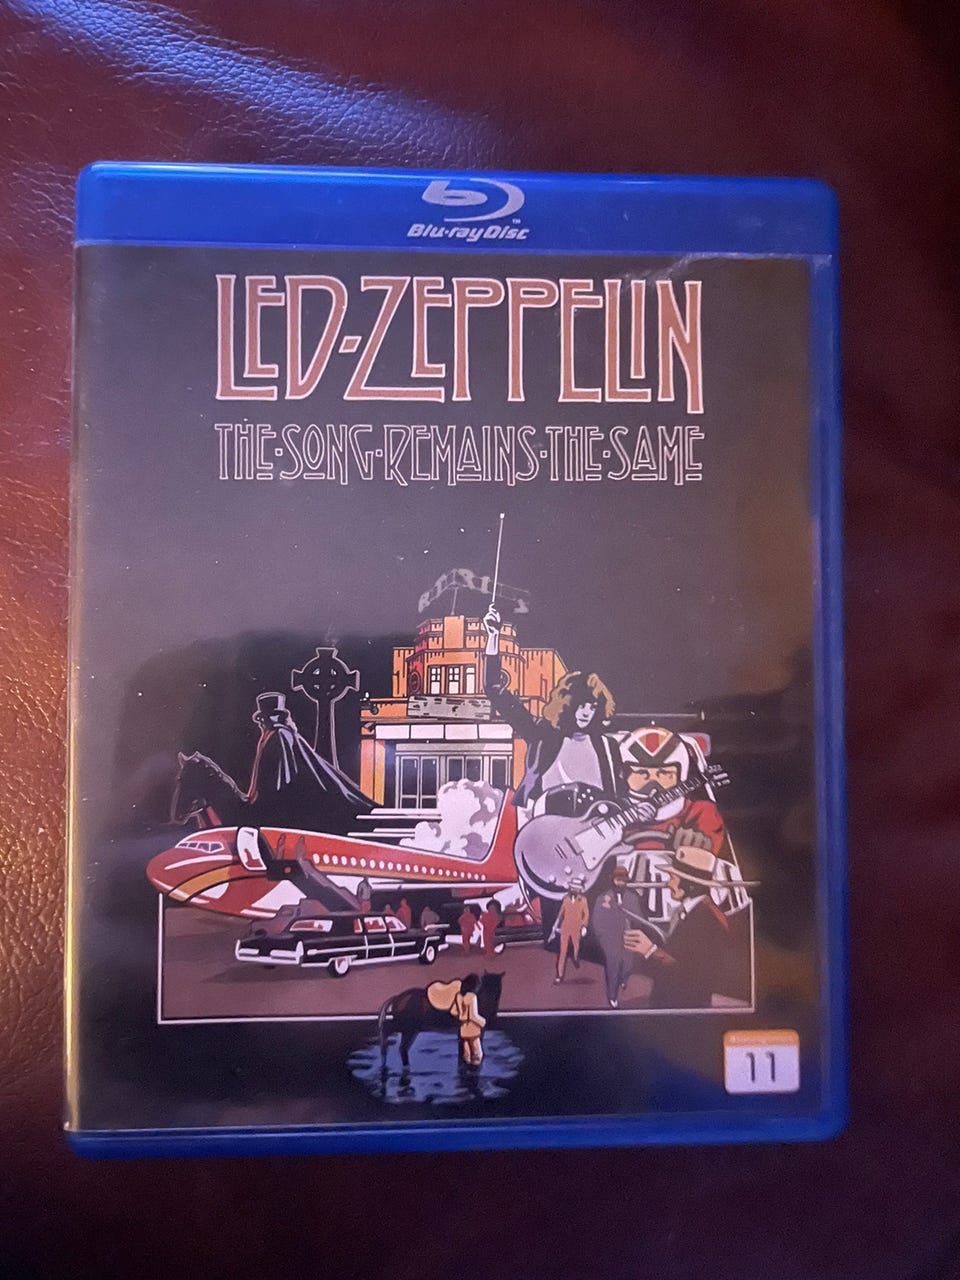 Blu-ray Disc
LED·ZEPPELIN
THE·SONG·REMAINS·THE·SAME
11